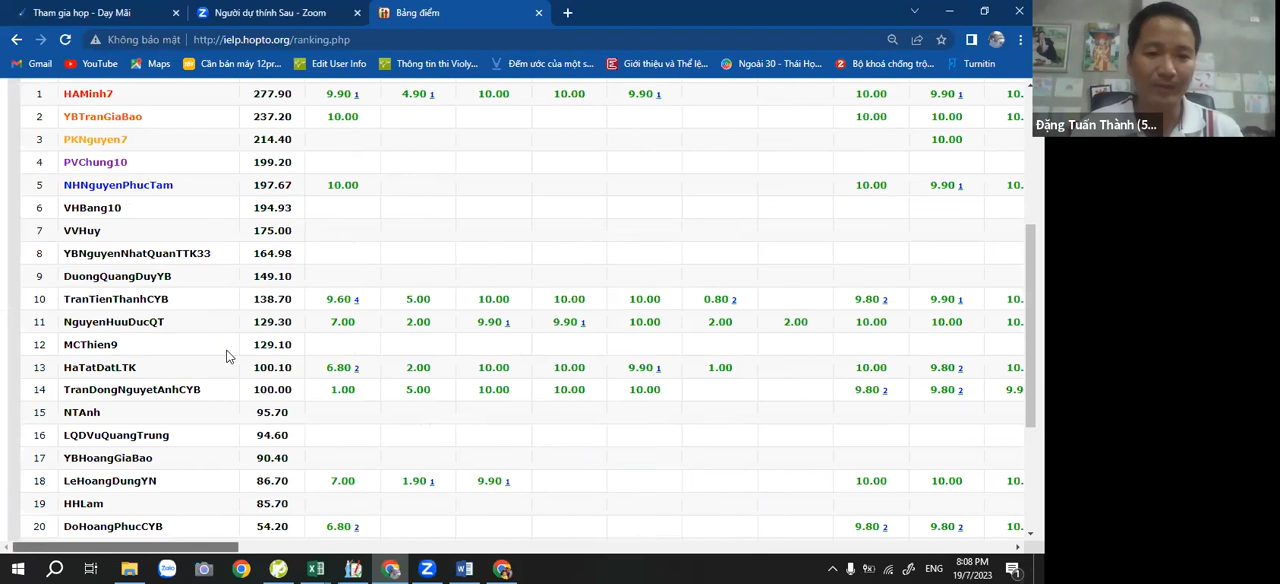 Tham gia họp - Dạy Mãi
Người dự thính Sau - Zoom
Bảng điểm
Không bảo mật
http://ielp.hopto.org/ranking.php
Gmail
YouTube
Maps
Cần bán máy 12pr...
Edit User Info
Thông tin thi Violy...
Đếm ước của một s...
Giới thiệu và Thể lệ...
Ngoài 30 - Thái Họ...
Bộ khoá chống trộ...
Turnitin
1 HAMinh7 277.90 9.90 1 4.90 1 10.00 10.00 9.90 1 10.00 9.90 1 10.
2 YBTranGiaBao 237.20 10.00 10.00 10.00 10.
3 PKNguyen7 214.40 10.00
4 PVChung10 199.20
5 NHNguyenPhucTam 197.67 10.00 10.00 9.90 1 10.
6 VHBang10 194.93
7 VVHuy 175.00
8 YBNguyenNhatQuanTTK33 164.98
9 DuongQuangDuyYB 149.10
10 TranTienThanhCYB 138.70 9.60 4 5.00 10.00 10.00 10.00 0.80 2 9.80 2 9.90 1 10.
11 NguyenHuuDucQT 129.30 7.00 2.00 9.90 1 9.90 1 10.00 2.00 2.00 10.00 10.00 10.
12 MCThien9 129.10
13 HaTatDatLTK 100.10 6.80 2 2.00 10.00 10.00 9.90 1 1.00 10.00 9.80 2 10.
14 TranDongNguyetAnhCYB 100.00 1.00 5.00 10.00 10.00 10.00 9.80 2 9.80 2 9.9
15 NTAnh 95.70
16 LQDVuQuangTrung 94.60
17 YBHoangGiaBao 90.40
18 LeHoangDungYN 86.70 7.00 1.90 1 9.90 1 10.00 10.00 10.
19 HHLam 85.70
20 DoHoangPhucCYB 54.20 6.80 2 9.80 2 9.80 2 10.
Đặng Tuấn Thành (5...
Zalo
ENG
8:08 PM
19/7/2023
1